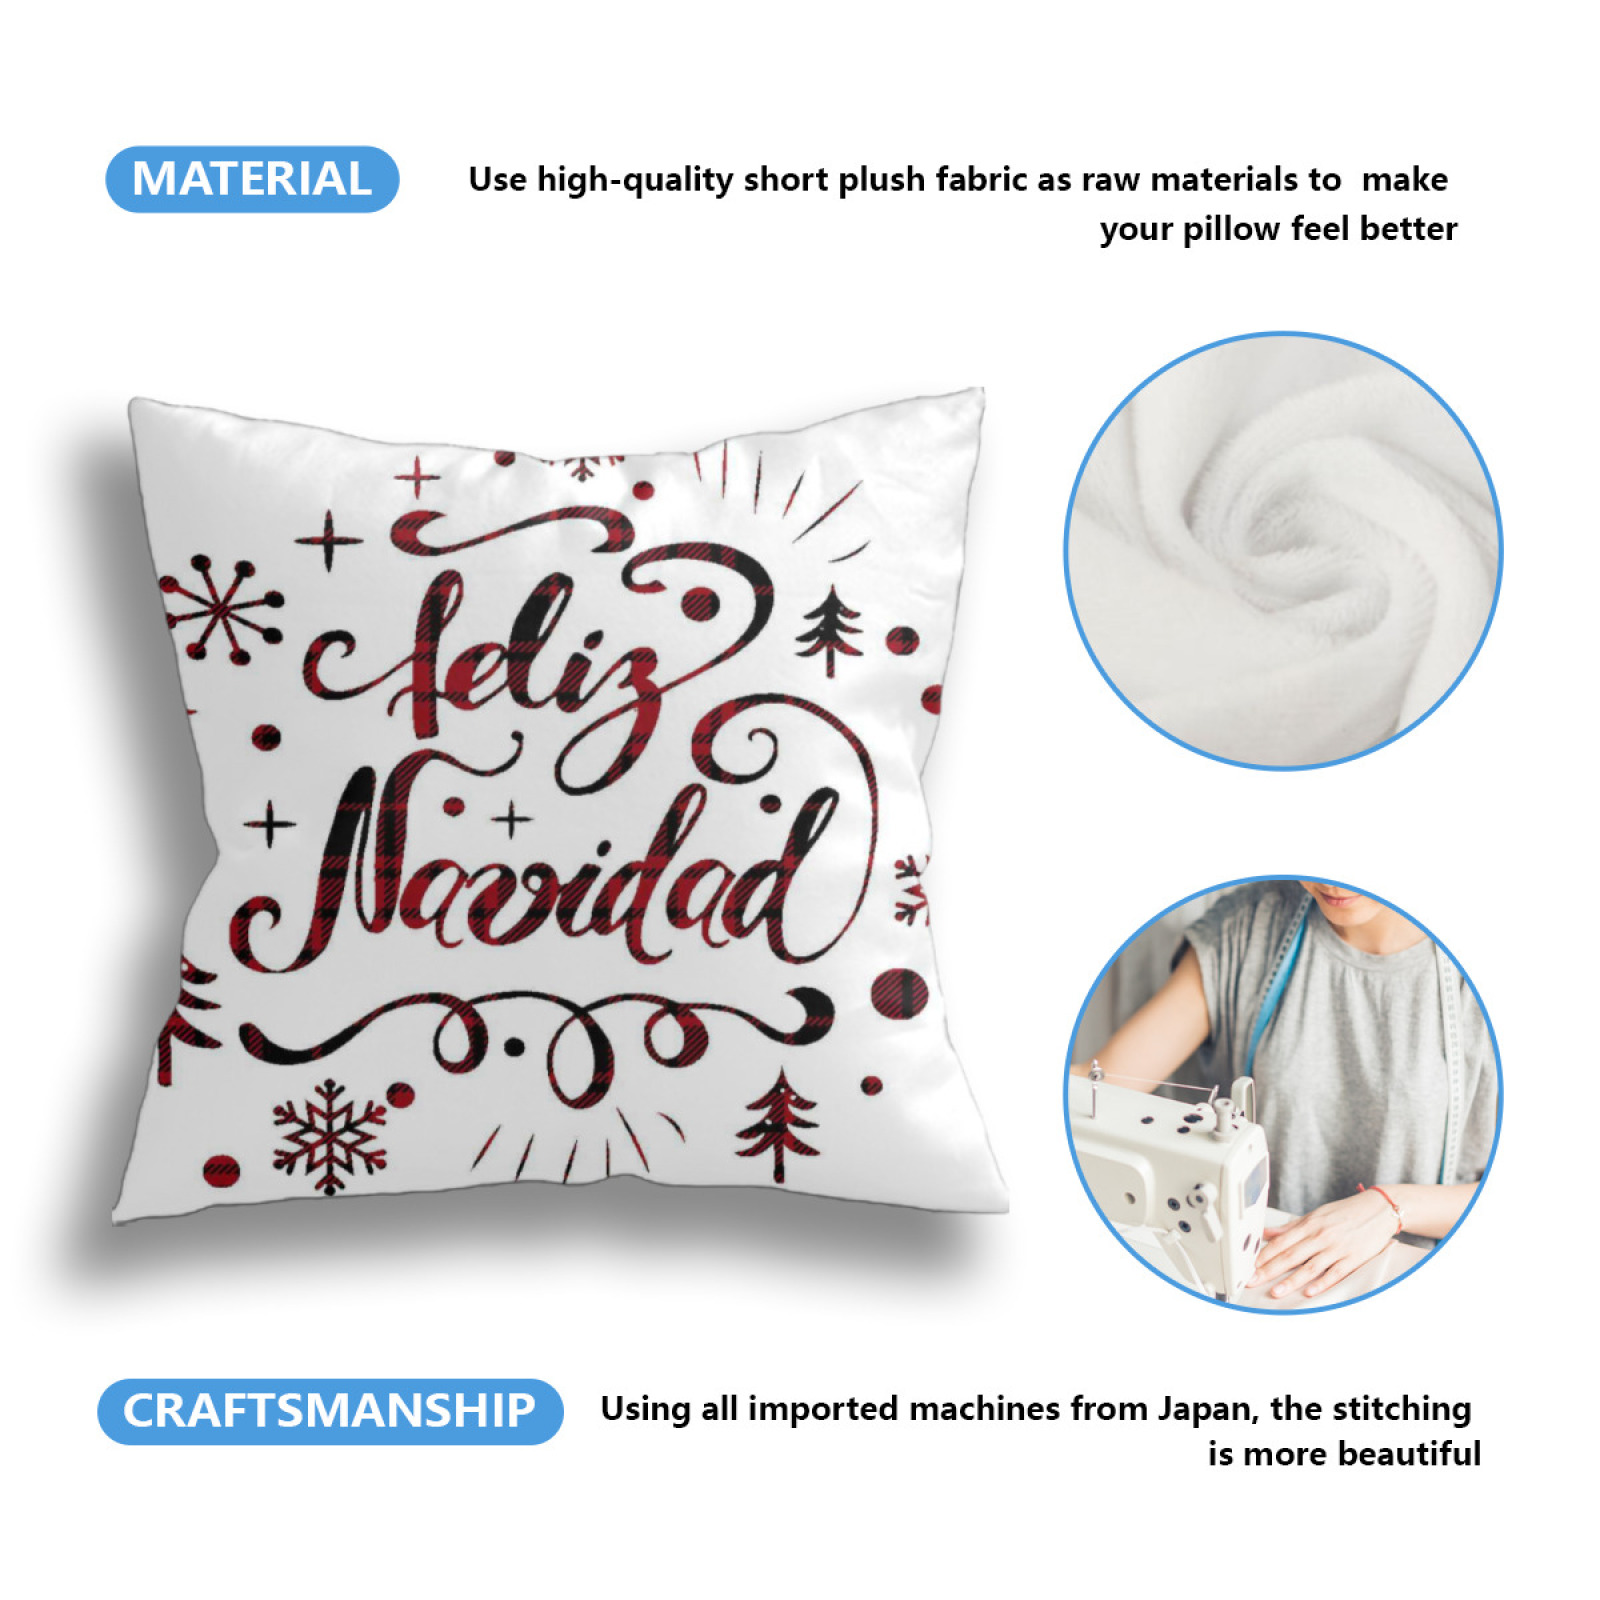 MATERIAL
Use high-quality short plush fabric as raw materials to make
your pillow feel better
feliz
Navidad
CRAFTSMANSHIP
Using all imported machines from Japan, the stitching
is more beautiful